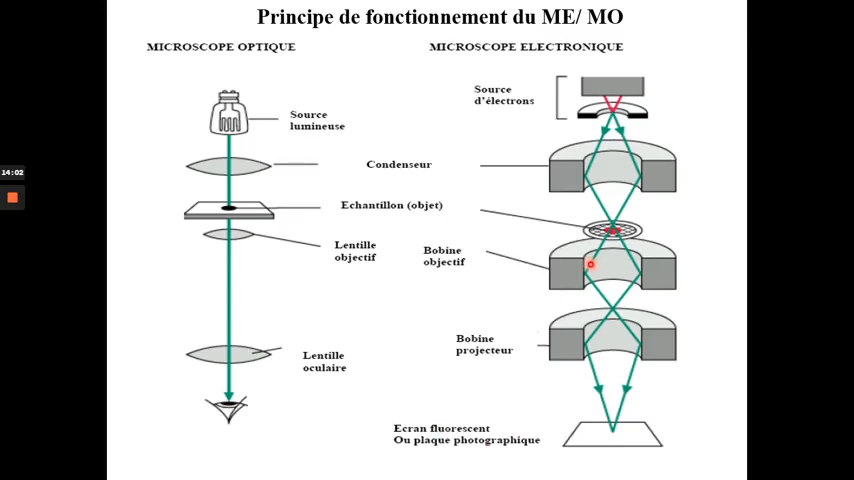 Principe de fonctionnement du ME/ MO
MICROSCOPE OPTIQUE
MICROSCOPE ELECTRONIQUE
Source
lumineuse
Source
d'électrons
Condenseur
Echantillon (objet)
Lentille
objectif
Bobine
objectif
Bobine
projecteur
Lentille
oculaire
Ecran fluorescent
Ou plaque photographique
14:02